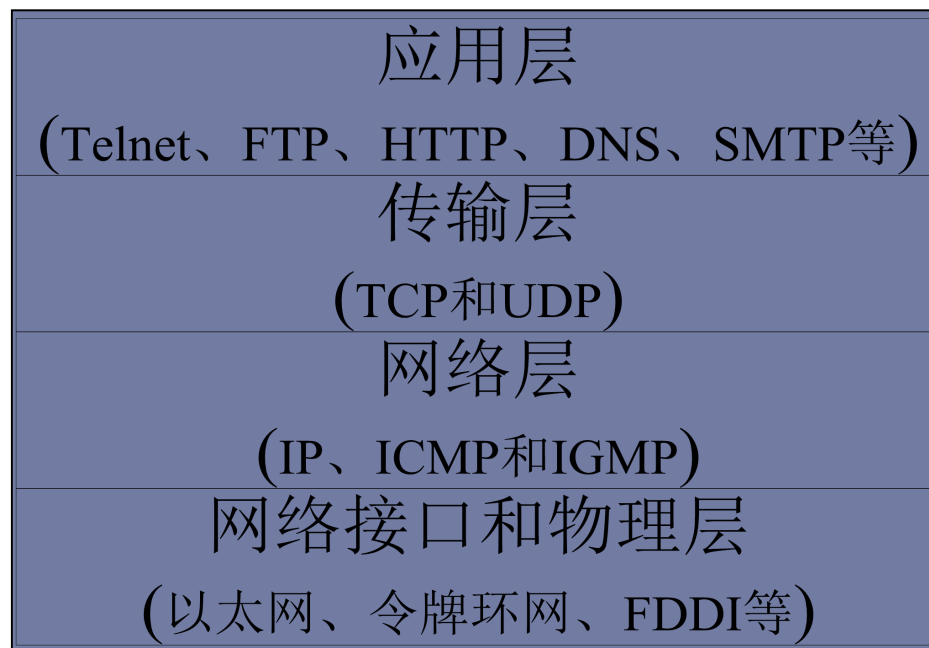 应用层
(Telnet、FTP、HTTP、DNS、SMTP等)
传输层
(TCP和UDP)
网络层
(IP、ICMP和IGMP)
网络接口和物理层
(以太网、令牌环网、FDDI等)